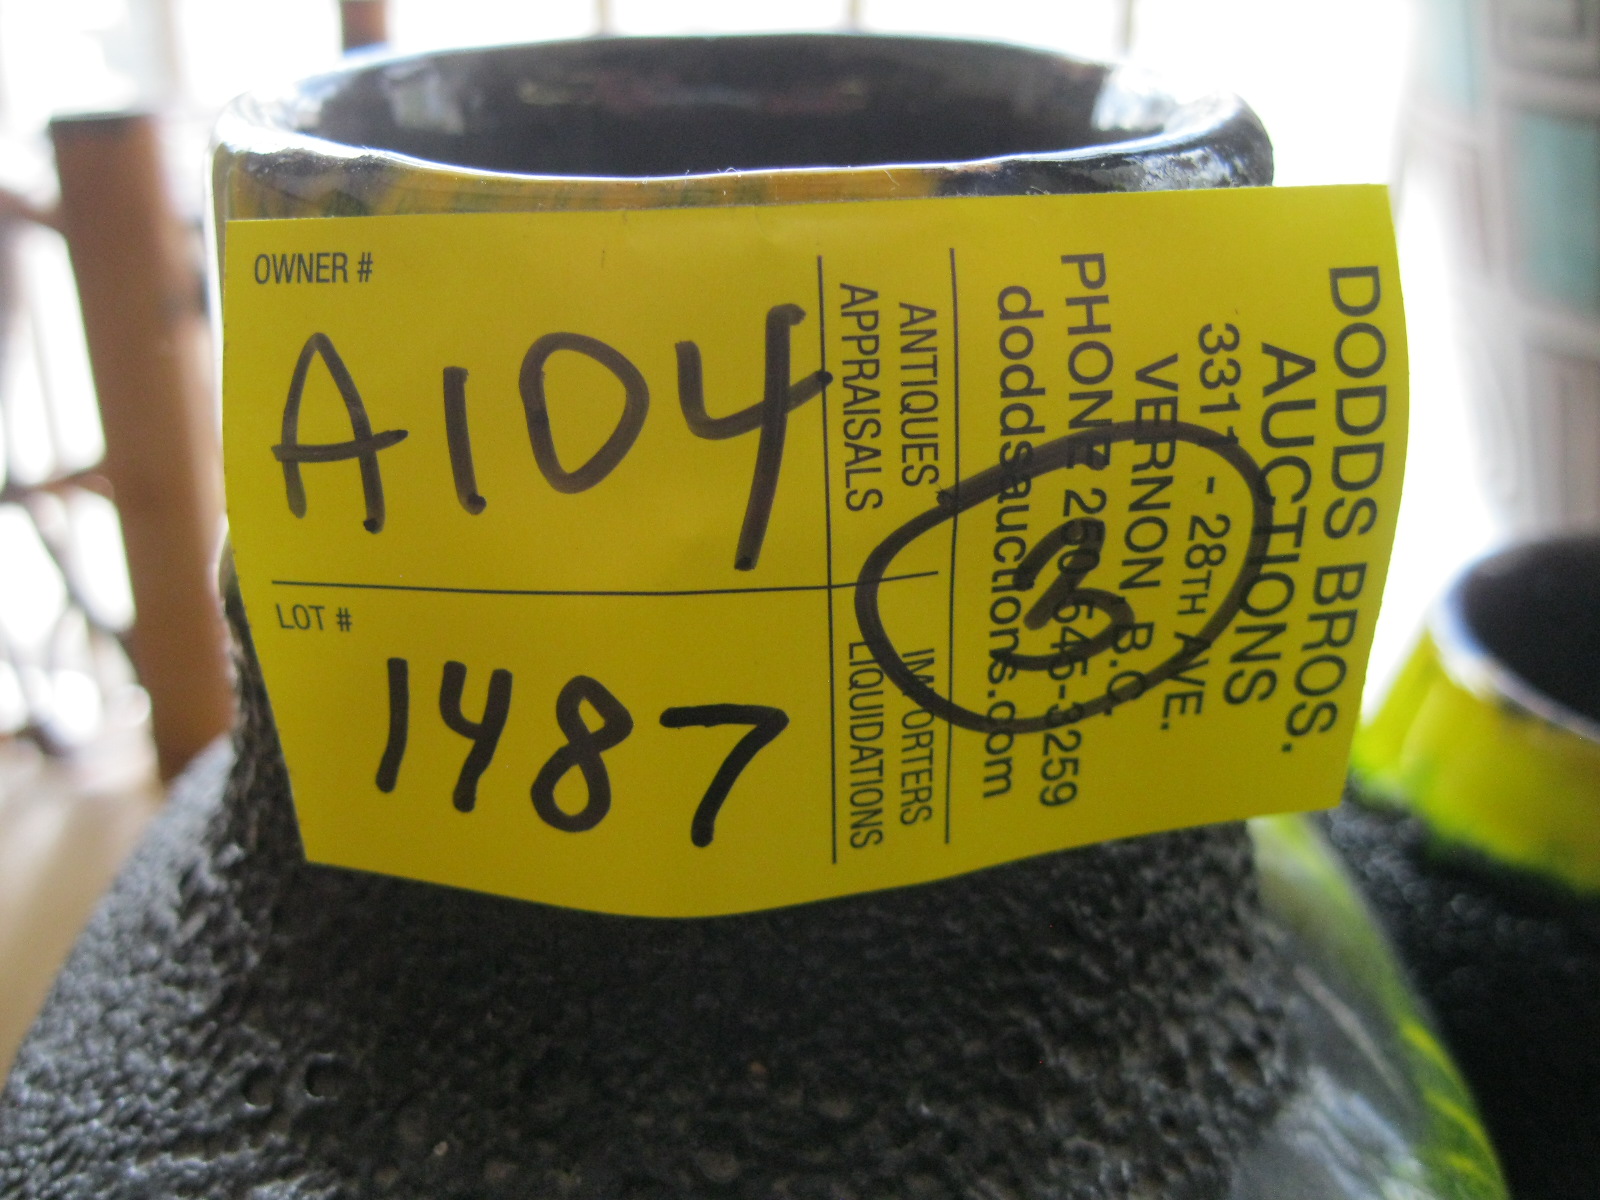 OWNER #
A104
LOT #
1487
ANTIQUES IMPORTERS
APPRAISALS LIQUIDATIONS
DODDS BROS.
AUCTIONS
3311 - 28TH AVE.
VERNON B.C.
PHONE 250-545-3259
doddsauctions.com
3